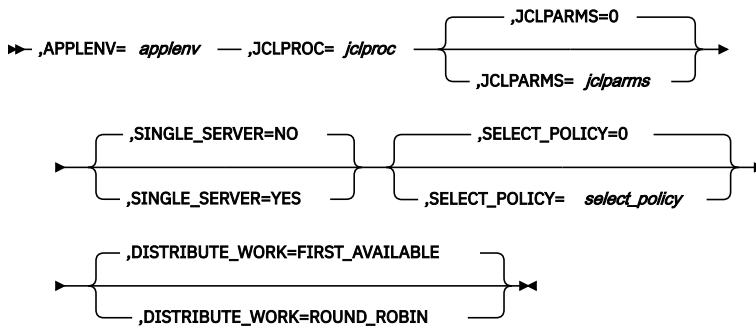 ,JCLPARMS=0
,APPLENV= applenv ,JCLPROC= jclproc
,JCLPARMS= jclparms
,SINGLE_SERVER=NO ,SELECT_POLICY=0
,SINGLE_SERVER=YES ,SELECT_POLICY= select_policy
,DISTRIBUTE_WORK=FIRST_AVAILABLE
,DISTRIBUTE_WORK=ROUND_ROBIN